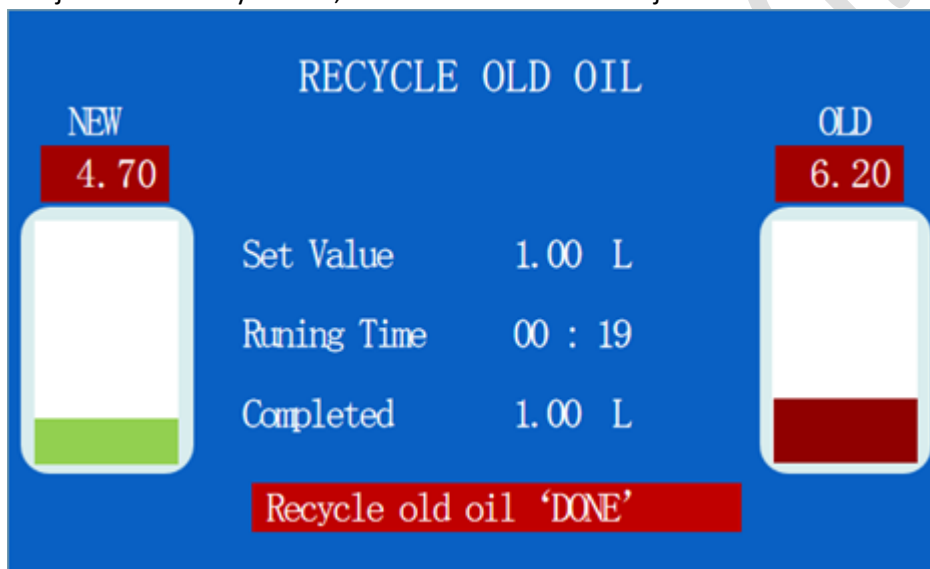 RECYCLE OLD OIL
NEW
OLD
4.70
6.20
Set Value 1.00 L
Runing Time 00 : 19
Completed 1.00 L
Recycle old oil ‘DONE’